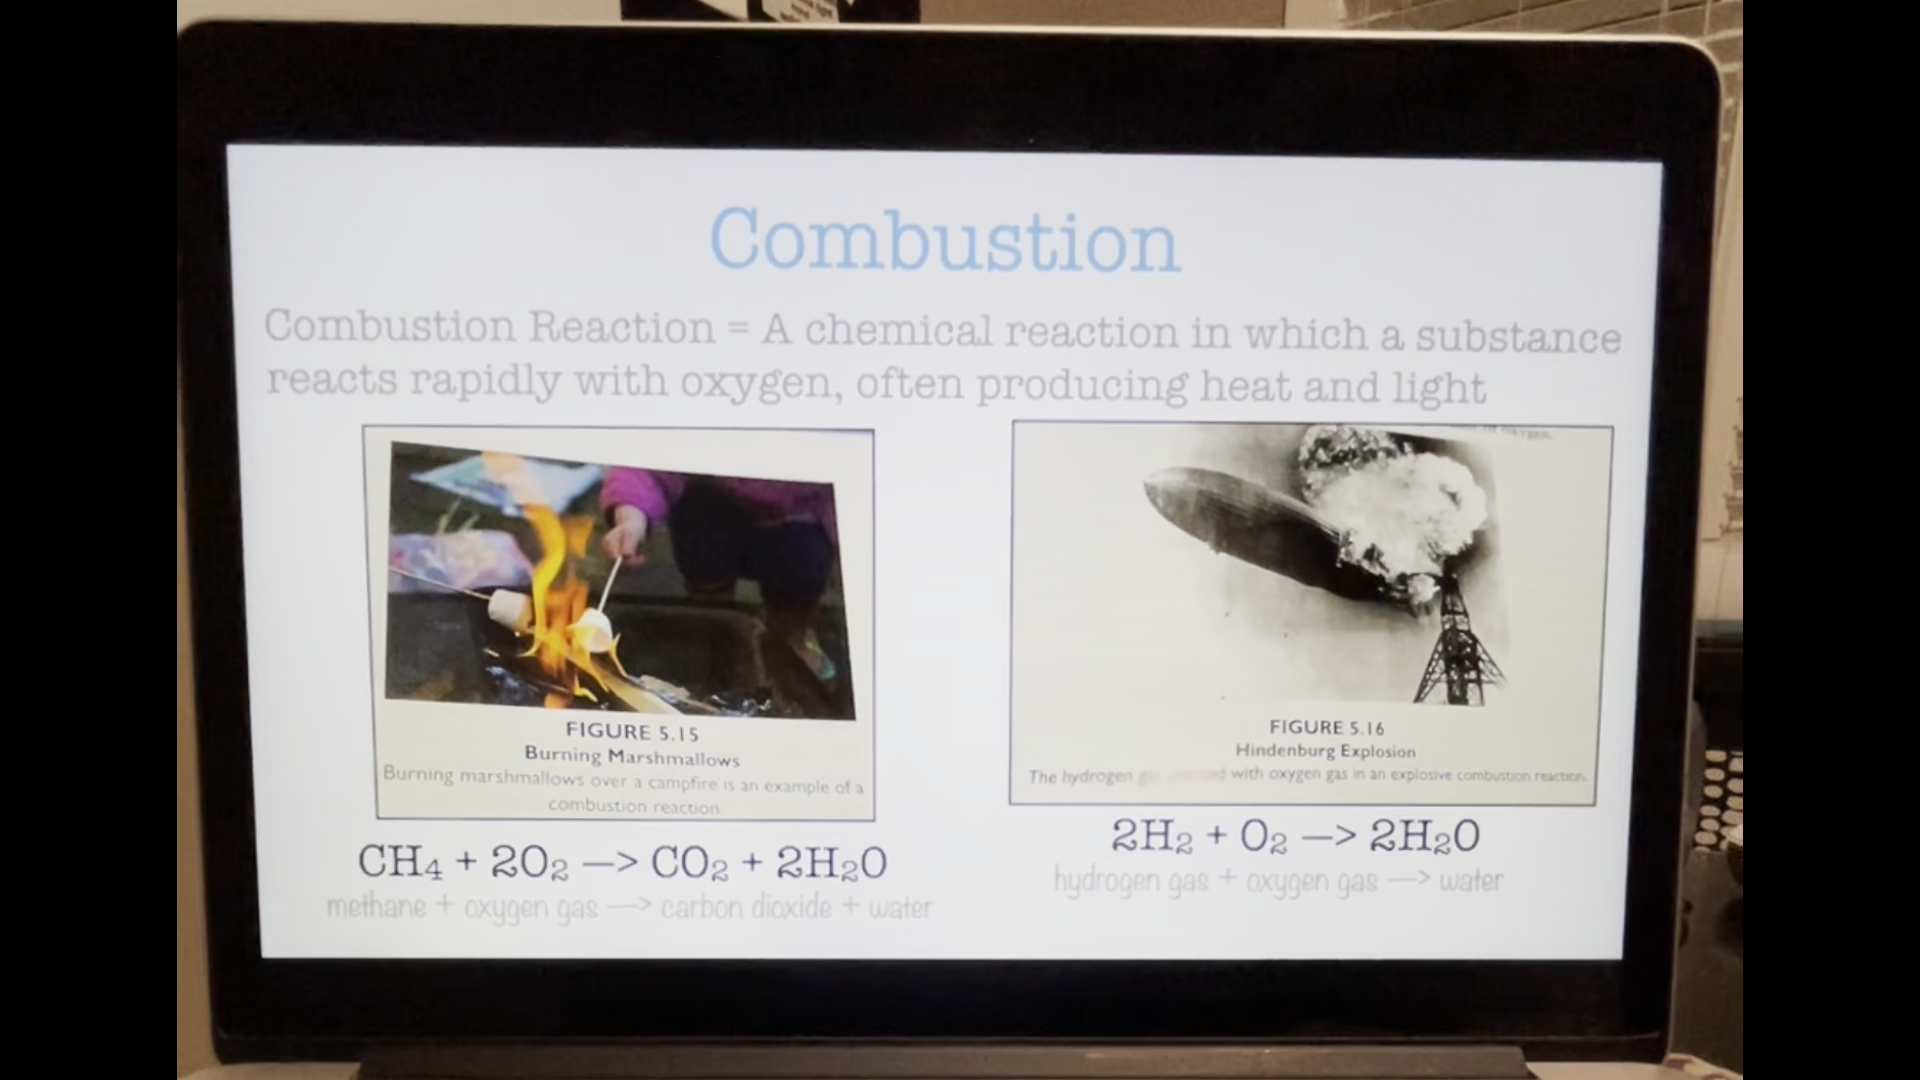 Combustion
Combustion Reaction = A chemical reaction in which a substance
reacts rapidly with oxygen, often producing heat and light
FIGURE 5.15
Burning Marshmallows
Burning marshmallows over a campfire is an example of a
combustion reaction.
CH₄ + 2O₂ —> CO₂ + 2H₂O
methane + oxygen gas —> carbon dioxide + water
FIGURE 5.16
Hindenburg Explosion
The hydrogen with oxygen gas in an explosive combustion reaction.
2H₂ + O₂ —> 2H₂O
hydrogen gas + oxygen gas —> water